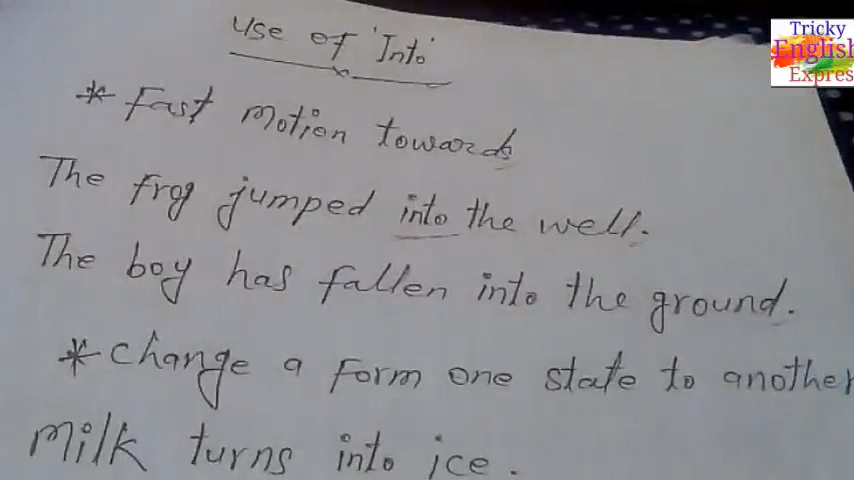 Use of 'Into'
* Fast Motion towards
The frog jumped into the well.
The boy has fallen into the ground.
* Change a form one state to another
Milk turns into ice.
Tricky
English
Expres